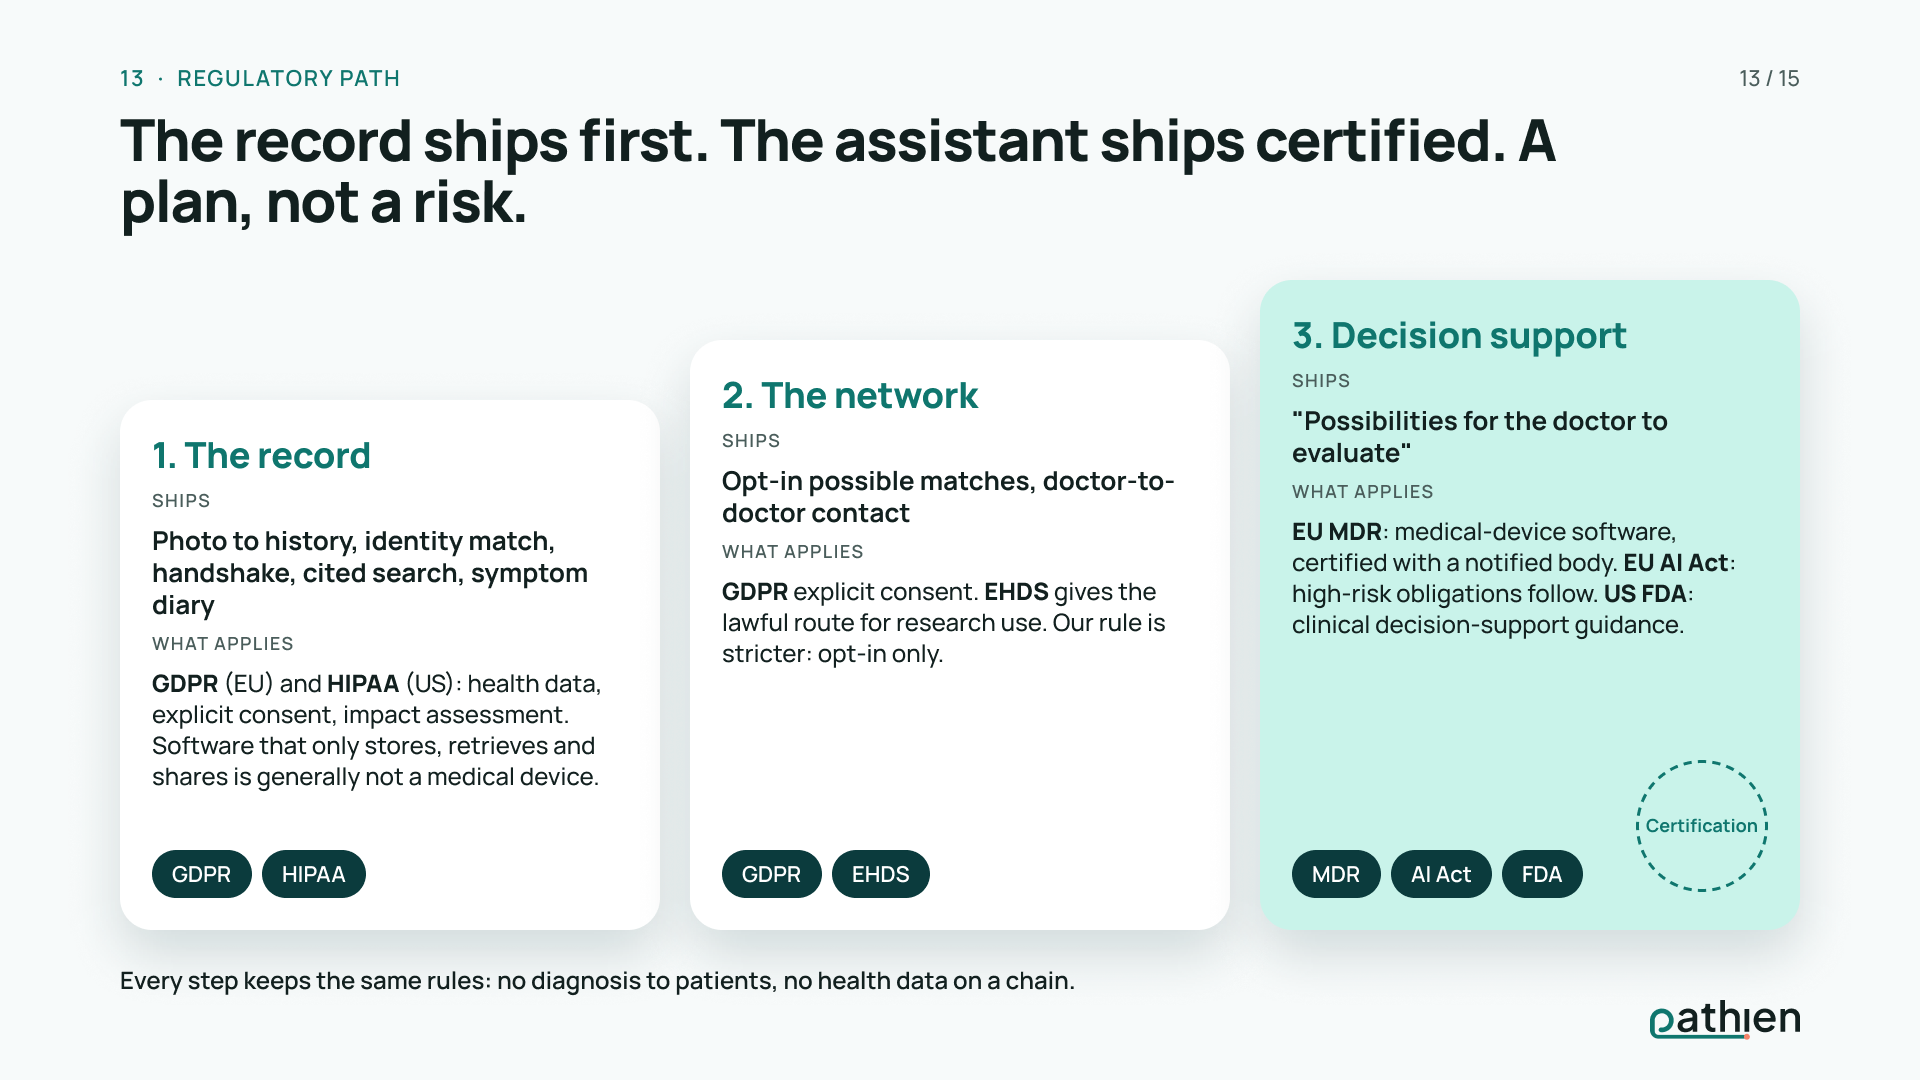 13 · REGULATORY PATH
13 / 15
The record ships first. The assistant ships certified. A
plan, not a risk.
1. The record
SHIPS
Photo to history, identity match,
handshake, cited search, symptom
diary
WHAT APPLIES
GDPR (EU) and HIPAA (US): health data,
explicit consent, impact assessment.
Software that only stores, retrieves and
shares is generally not a medical device.
GDPR
HIPAA
2. The network
SHIPS
Opt-in possible matches, doctor-to-
doctor contact
WHAT APPLIES
GDPR explicit consent. EHDS gives the
lawful route for research use. Our rule is
stricter: opt-in only.
GDPR
EHDS
3. Decision support
SHIPS
"Possibilities for the doctor to
evaluate"
WHAT APPLIES
EU MDR: medical-device software,
certified with a notified body. EU AI Act:
high-risk obligations follow. US FDA:
clinical decision-support guidance.
MDR
AI Act
FDA
Certification
Every step keeps the same rules: no diagnosis to patients, no health data on a chain.
pathien